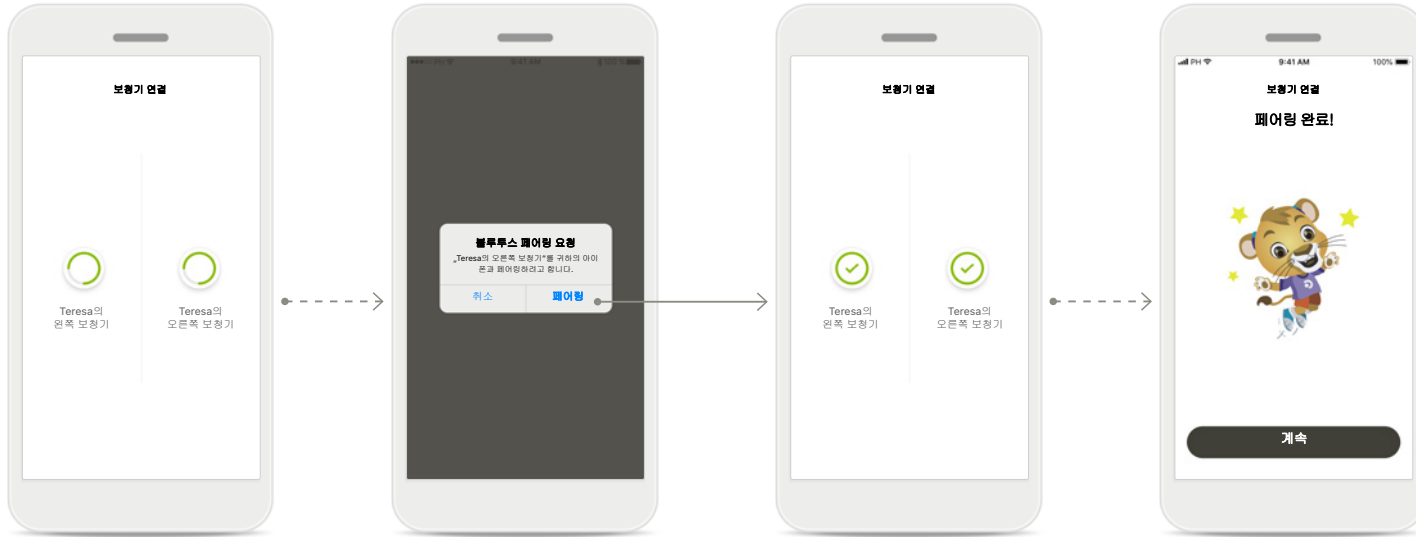 보청기 연결
Teresa의
왼쪽 보청기
Teresa의
오른쪽 보청기
9:41 AM
100 %
블루투스 페어링 요청
„Teresa의 오른쪽 보청기“를 귀하의 아이
폰과 페어링하려고 합니다.
취소
페어링
보청기 연결
Teresa의
왼쪽 보청기
Teresa의
오른쪽 보청기
PH
9:41 AM
100%
보청기 연결
페어링 완료!
계속